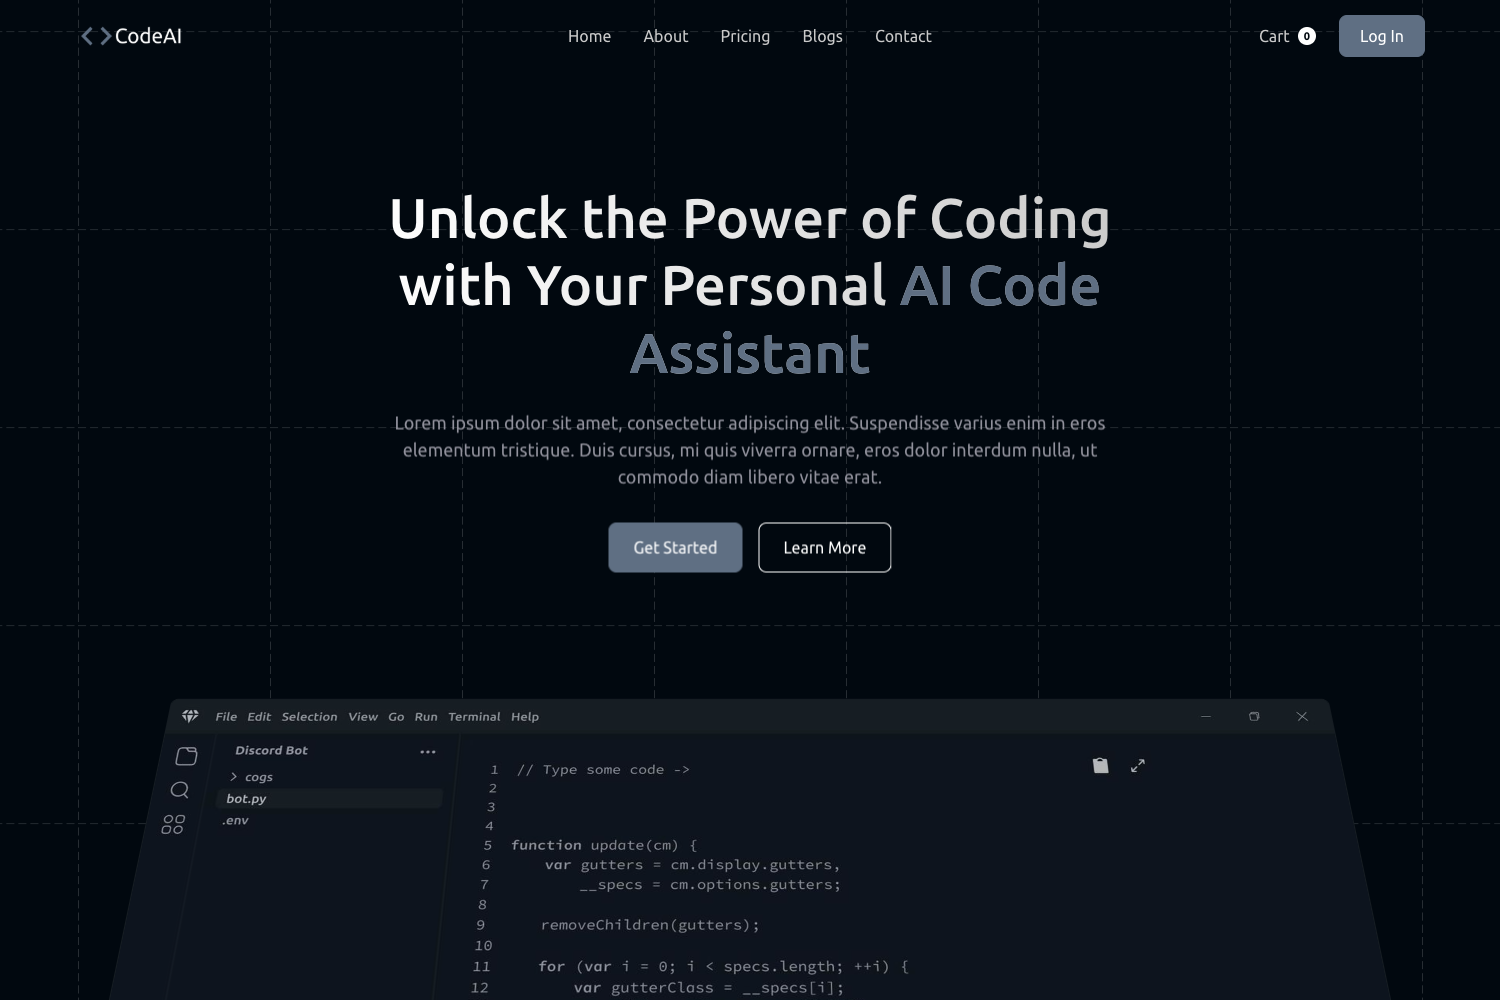 CodeAI
Home About Pricing Blogs Contact
Cart 0 Log In
Unlock the Power of Coding
with Your Personal AI Code
Assistant
Lorem ipsum dolor sit amet, consectetur adipiscing elit. Suspendisse varius enim in eros
elementum tristique. Duis cursus, mi quis viverra ornare, eros dolor interdum nulla, ut
commodo diam libero vitae erat.
Get Started Learn More
File Edit Selection View Go Run Terminal Help
Discord Bot
cogs
bot.py
.env
1 // Type some code ->
2
3
4
5 function update(cm) {
6 var gutters = cm.display.gutters,
7 __specs = cm.options.gutters;
8
9 removeChildren(gutters);
10
11 for (var i = 0; i < specs.length; ++i) {
12 var gutterClass = __specs[i];